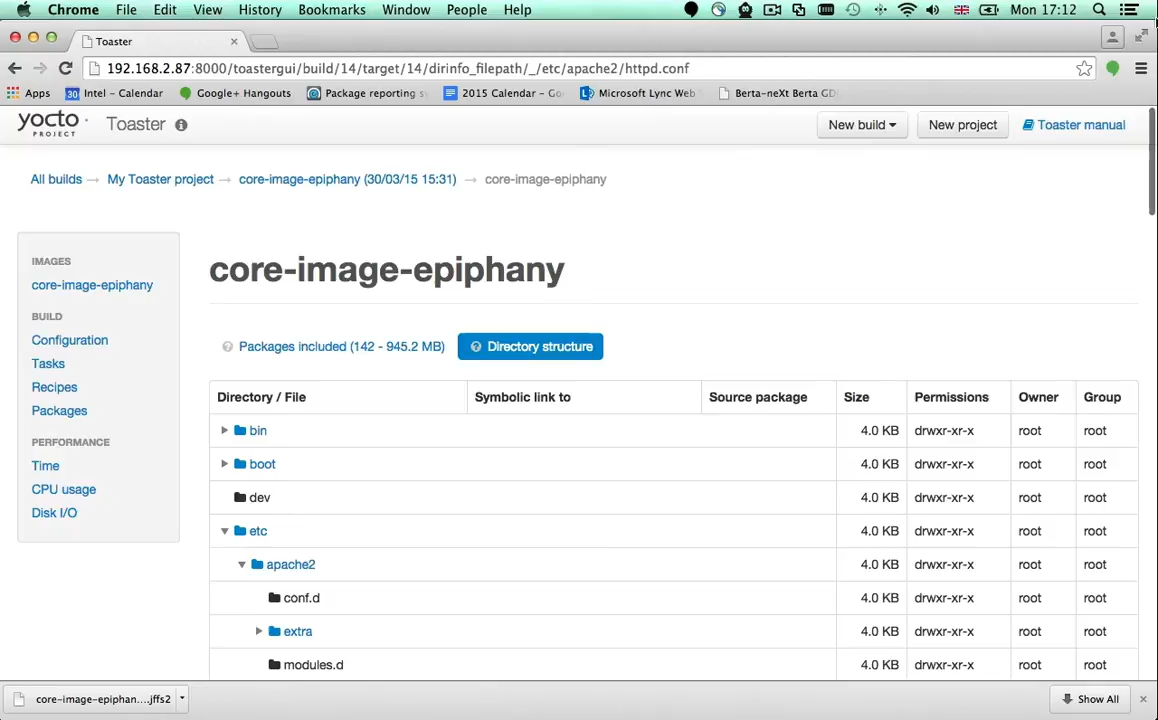 Chrome File Edit View History Bookmarks Window People Help Mon 17:12
Toaster
192.168.2.87:8000/toastergui/build/14/target/14/dirinfo_filepath/_/etc/apache2/httpd.conf
Apps 30 Intel - Calendar Google+ Hangouts Package reporting 2015 Calendar - Microsoft Lync Web Berta-neXt Berta
yocto PROJECT Toaster New build New project Toaster manual
All builds → My Toaster project → core-image-epiphany (30/03/15 15:31) → core-image-epiphany
IMAGES
core-image-epiphany
BUILD
Configuration
Tasks
Recipes
Packages
PERFORMANCE
Time
CPU usage
Disk I/O
core-image-epiphany
Packages included (142 - 945.2 MB) Directory structure
Directory / File Symbolic link to Source package Size Permissions Owner Group
bin 4.0 KB drwxr-xr-x root root
boot 4.0 KB drwxr-xr-x root root
dev 4.0 KB drwxr-xr-x root root
etc 4.0 KB drwxr-xr-x root root
apache2 4.0 KB drwxr-xr-x root root
conf.d 4.0 KB drwxr-xr-x root root
extra 4.0 KB drwxr-xr-x root root
modules.d 4.0 KB drwxr-xr-x root root
core-image-epiphan....jffs2 Show All